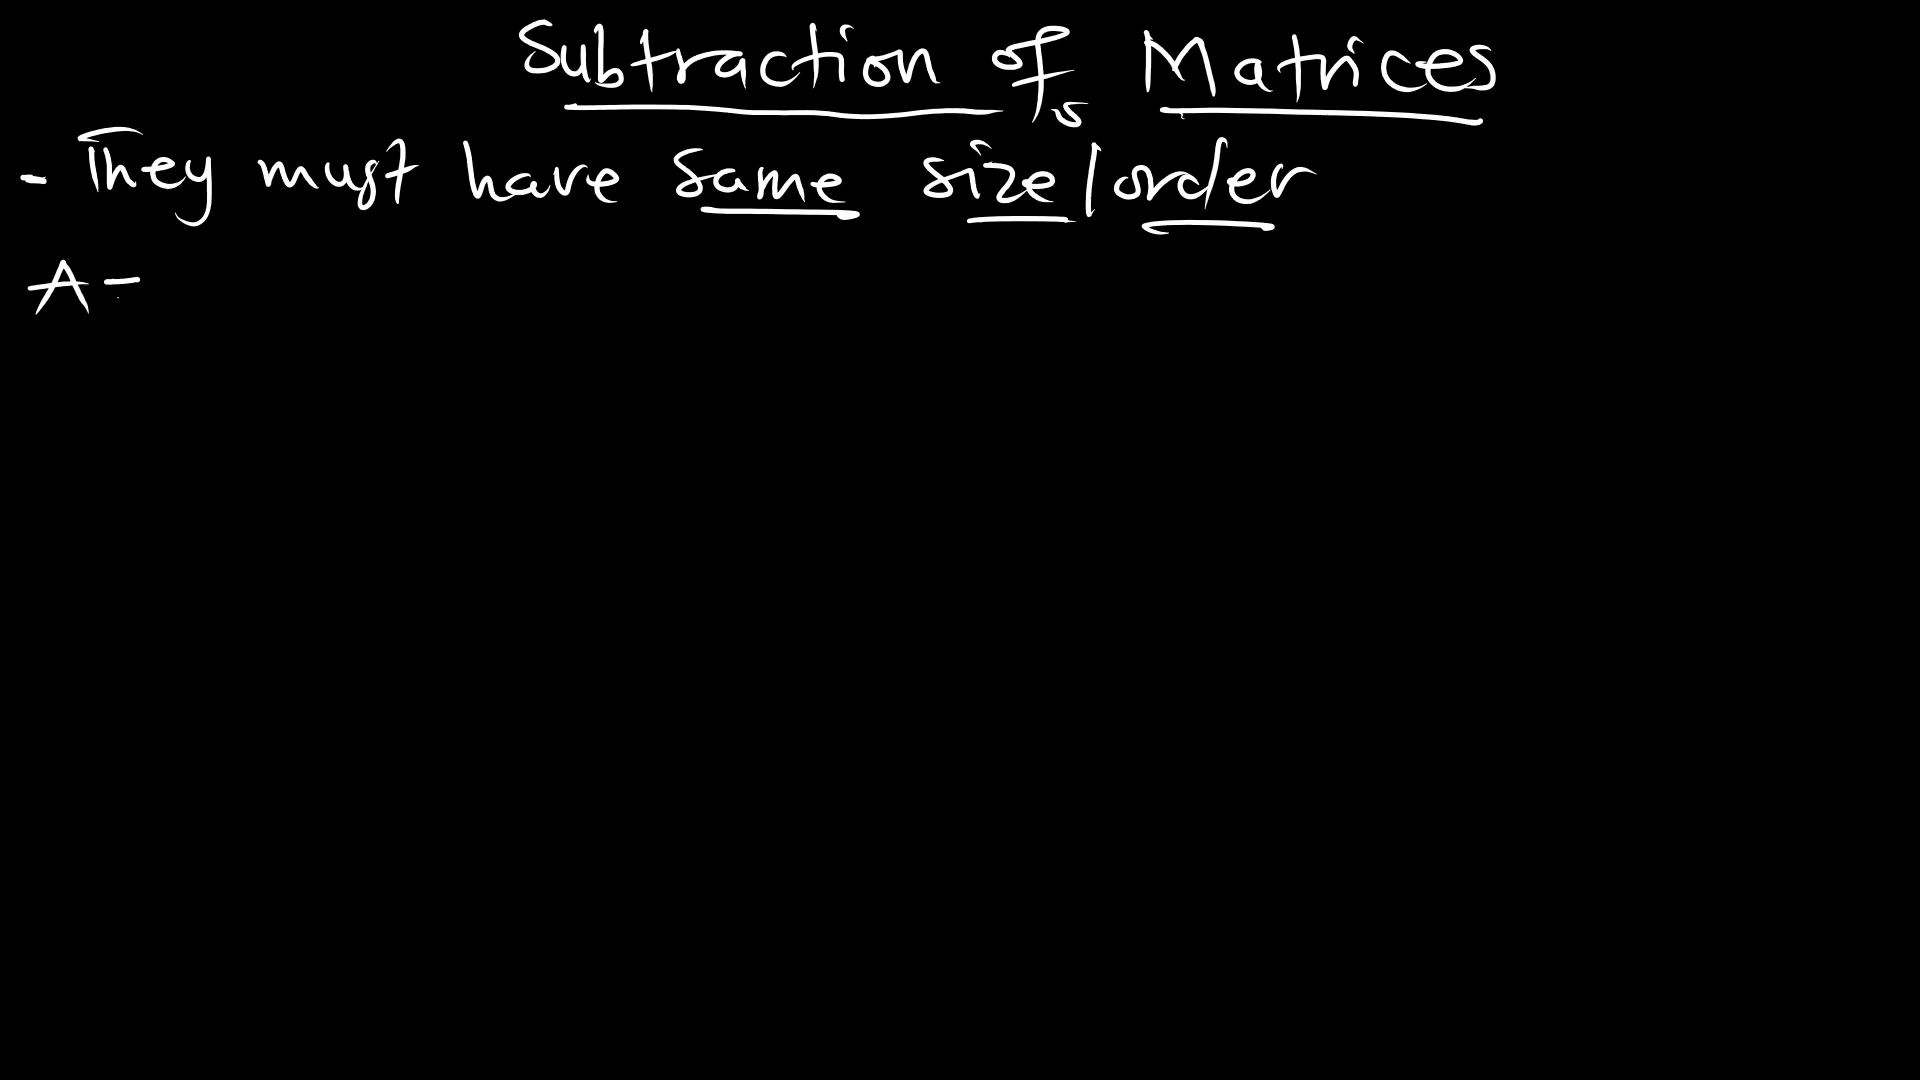 Subtraction of Matrices
- They must have same size/order
A -